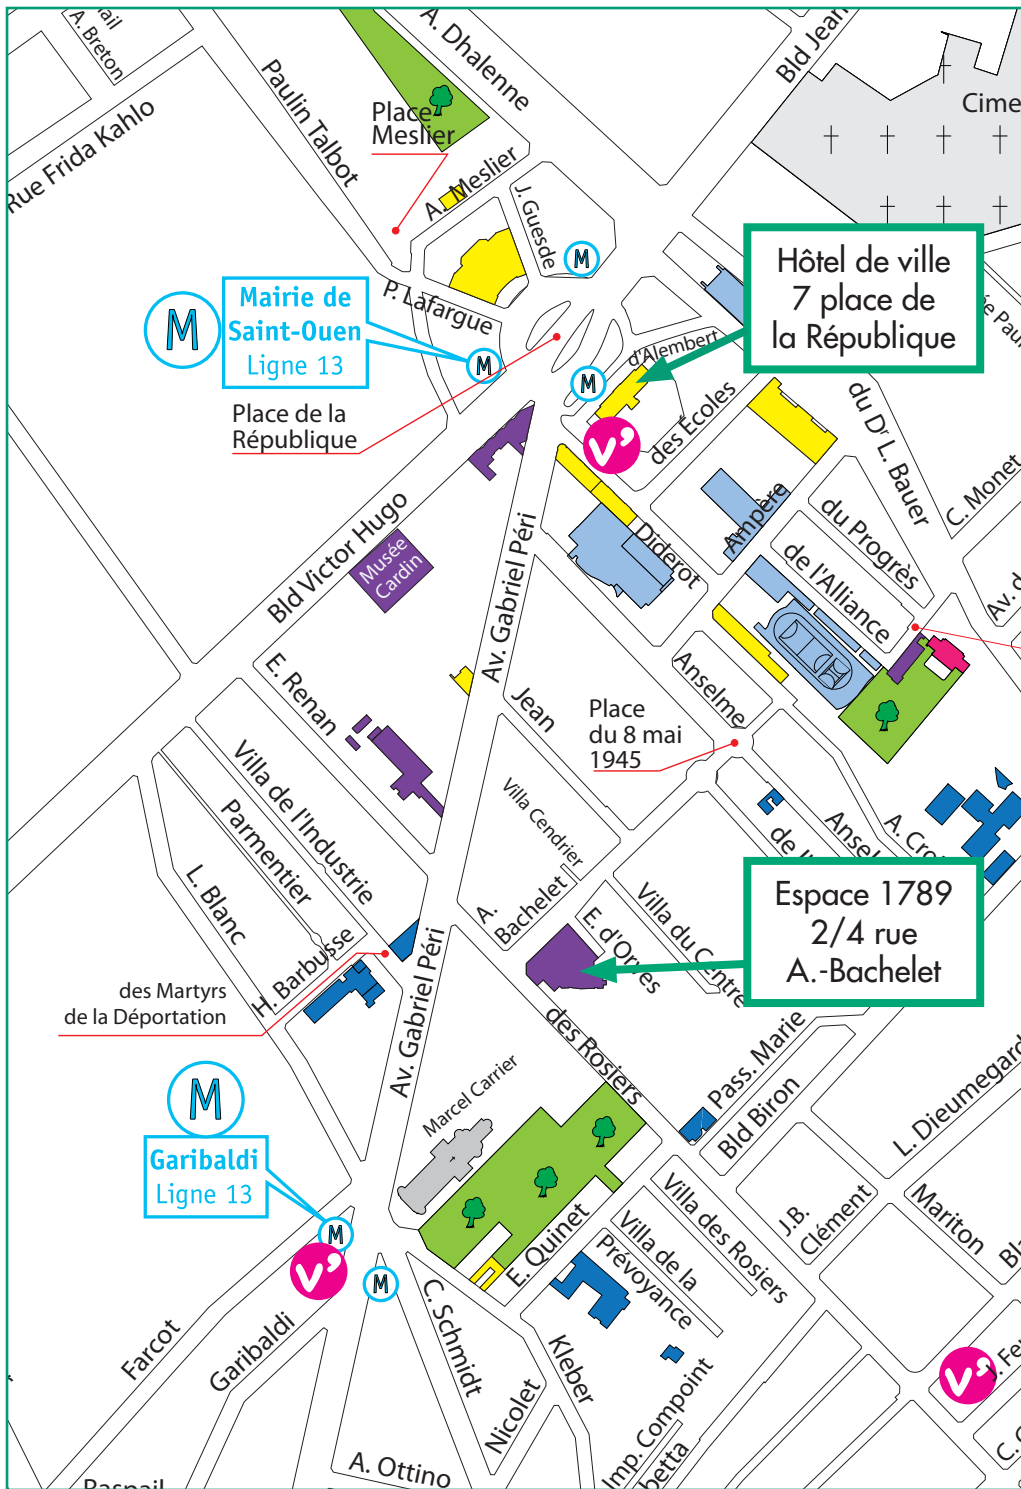 A. Breton
A. Dhalenne
Bld Jean
Paulin Talbot
Place
Meslier
Cime
Rue Frida Kahlo
A. Meslier
J. Guesde
M
Hôtel de ville
7 place de
la République
Mairie de
Saint-Ouen
Ligne 13
M
P. Lafargue
M
M
d'Alembert
Place de la
République
v'
des Écoles
du Dr L. Bauer
C. Monet
Bld Victor Hugo
Musée
Cardin
Av. Gabriel Péri
Diderot
Ampère
du Progrès
de l'Alliance
Av. d
E. Renan
Jean
Anselme
Place
du 8 mai
1945
Villa de l'Industrie
Villa Cendrier
Parmentier
L. Blanc
A.
Bachelet
E. d'Orves
Villa du Centre
Espace 1789
2/4 rue
A.-Bachelet
H. Barbusse
des Martyrs
de la Déportation
Av. Gabriel Péri
des Rosiers
Pass. Marie
Bld Biron
L. Dieumegard
M
Garibaldi
Ligne 13
Marcel Carrier
M
v'
M
E. Quinet
Villa de la
Prévoyance
Villa des Rosiers
J.B.
Clément
Mariton
Farcot
Garibaldi
C. Schmidt
Nicolet
Kleber
Imp. Compoint
betta
v'
A. Ottino
Raspail